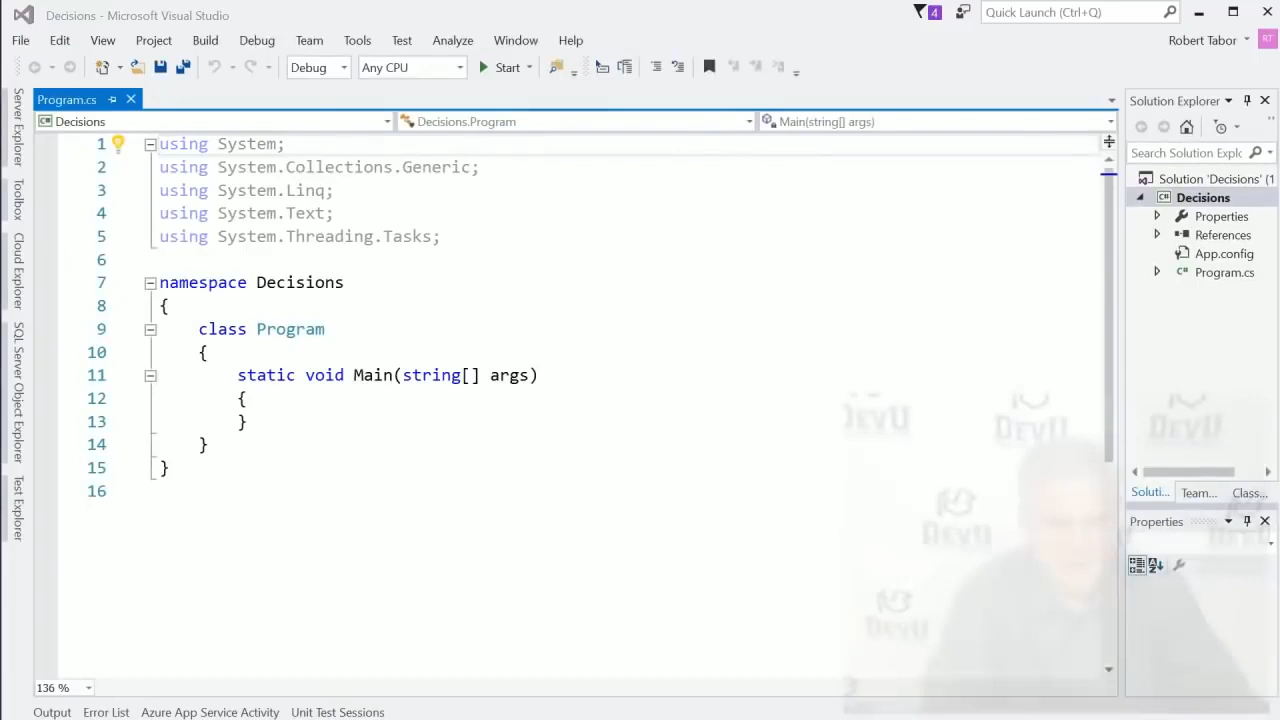 Decisions - Microsoft Visual Studio
4
Quick Launch (Ctrl+Q)
File Edit View Project Build Debug Team Tools Test Analyze Window Help
Robert Tabor
RT
Debug
Any CPU
Start
Server Explorer
Toolbox
Cloud Explorer
SQL Server Object Explorer
Test Explorer
Program.cs
Decisions
Decisions.Program
Main(string[] args)
1 using System;
2 using System.Collections.Generic;
3 using System.Linq;
4 using System.Text;
5 using System.Threading.Tasks;
6
7 namespace Decisions
8 {
9 class Program
10 {
11 static void Main(string[] args)
12 {
13 }
14 }
15 }
16
136 %
Output Error List Azure App Service Activity Unit Test Sessions
Solution Explorer
Search Solution Explo
Solution 'Decisions' (1
Decisions
Properties
References
App.config
Program.cs
Soluti... Team... Class...
Properties
DEVU
DEVU
DEVU
DEVU
DEVU